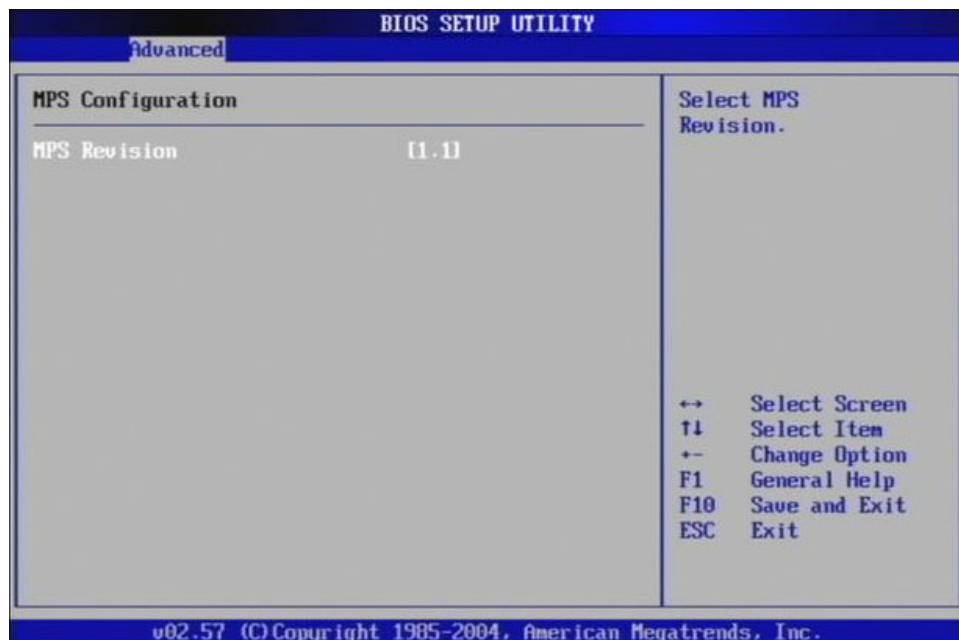 BIOS SETUP UTILITY
Advanced
MPS Configuration
MPS Revision [1.1]
Select MPS
Revision.
↔ Select Screen
↑↓ Select Item
+- Change Option
F1 General Help
F10 Save and Exit
ESC Exit
v02.57 (C)Copyright 1985-2004, American Megatrends, Inc.